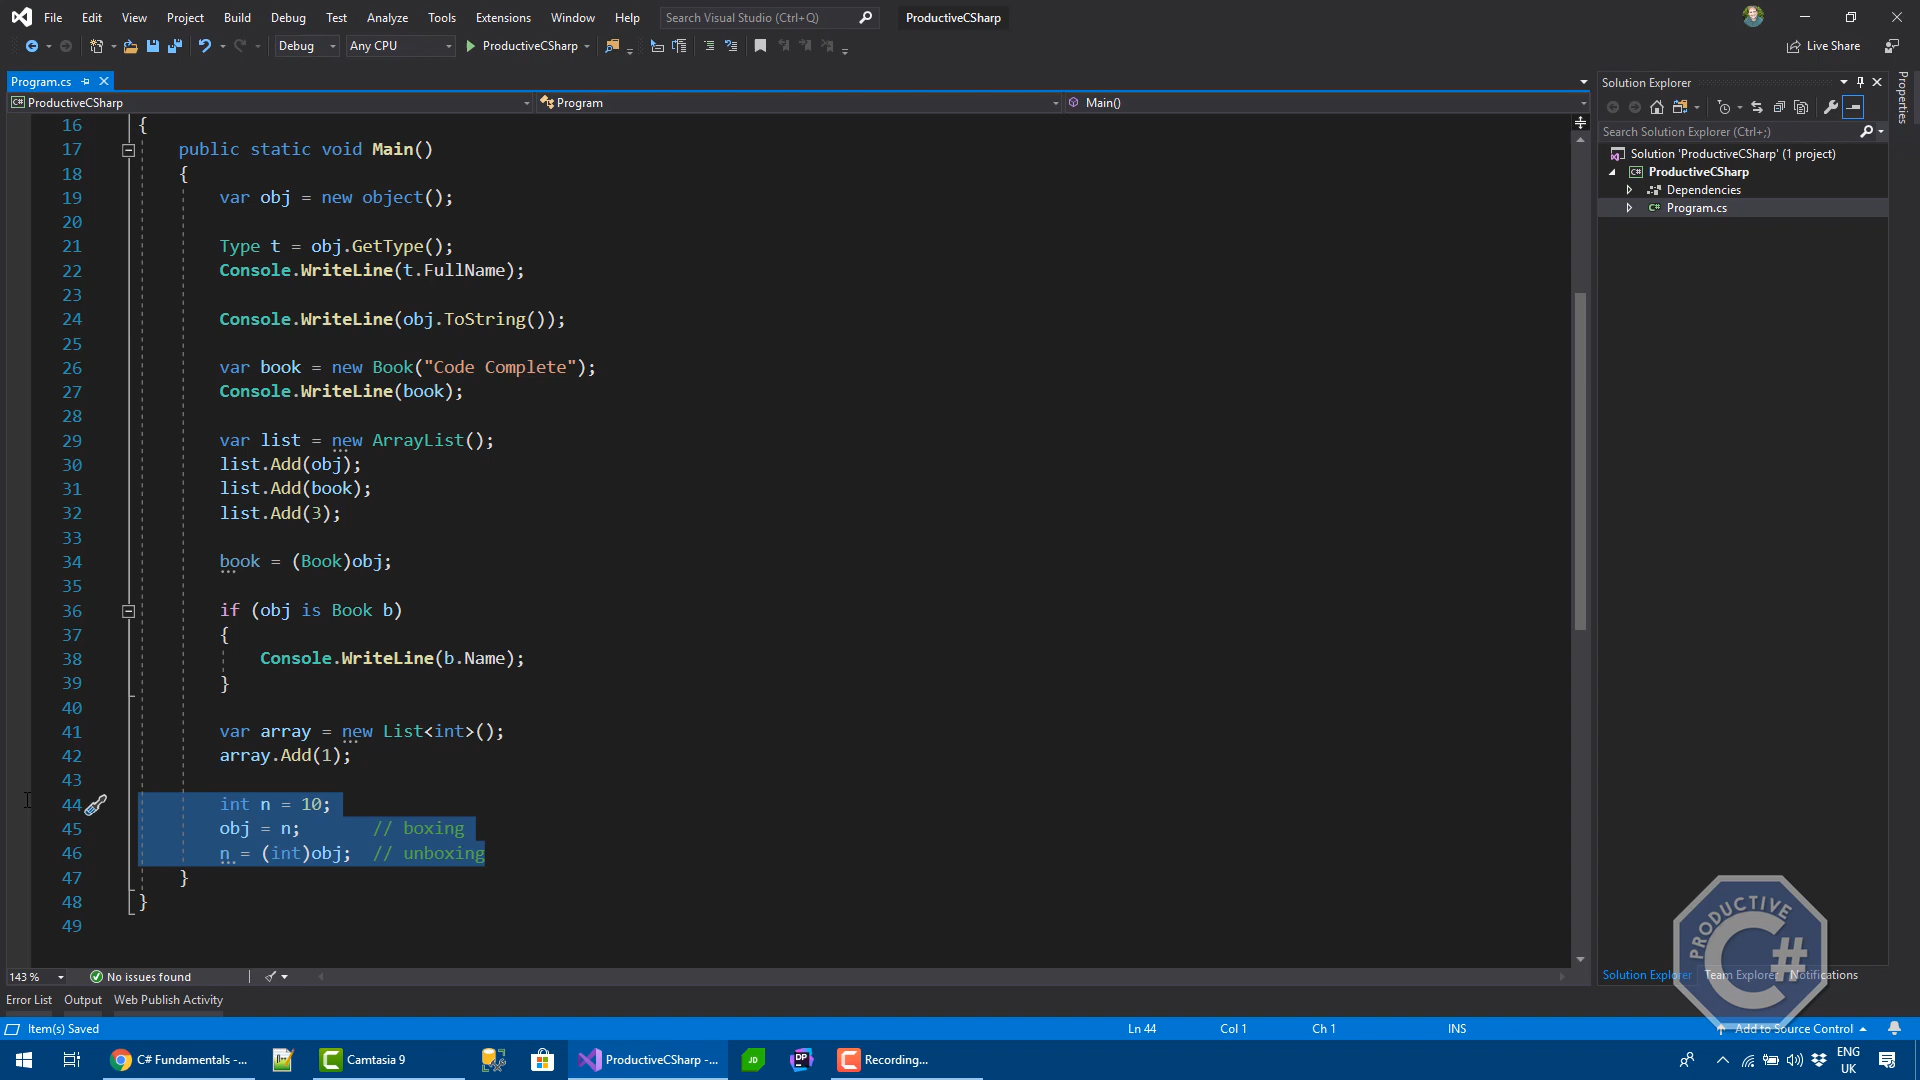 File Edit View Project Build Debug Test Analyze Tools Extensions Window Help Search Visual Studio (Ctrl+Q) ProductiveCSharp
Debug Any CPU ProductiveCSharp Live Share
Program.cs
ProductiveCSharp Program Main()
16 {
17 public static void Main()
18 {
19 var obj = new object();
20
21 Type t = obj.GetType();
22 Console.WriteLine(t.FullName);
23
24 Console.WriteLine(obj.ToString());
25
26 var book = new Book("Code Complete");
27 Console.WriteLine(book);
28
29 var list = new ArrayList();
30 list.Add(obj);
31 list.Add(book);
32 list.Add(3);
33
34 book = (Book)obj;
35
36 if (obj is Book b)
37 {
38 Console.WriteLine(b.Name);
39 }
40
41 var array = new List<int>();
42 array.Add(1);
43
44 int n = 10;
45 obj = n; // boxing
46 n = (int)obj; // unboxing
47 }
48 }
49
143 % No issues found
Error List Output Web Publish Activity
Solution Explorer
Search Solution Explorer (Ctrl+;)
Solution 'ProductiveCSharp' (1 project)
C# ProductiveCSharp
Dependencies
C# Program.cs
Properties
PRODUCTIVE
C#
Solution Explorer Team Explorer Notifications
Item(s) Saved Ln 44 Col 1 Ch 1 INS Add to Source Control
C# Fundamentals -... Camtasia 9 ProductiveCSharp -... JD DP Recording... ENG
UK